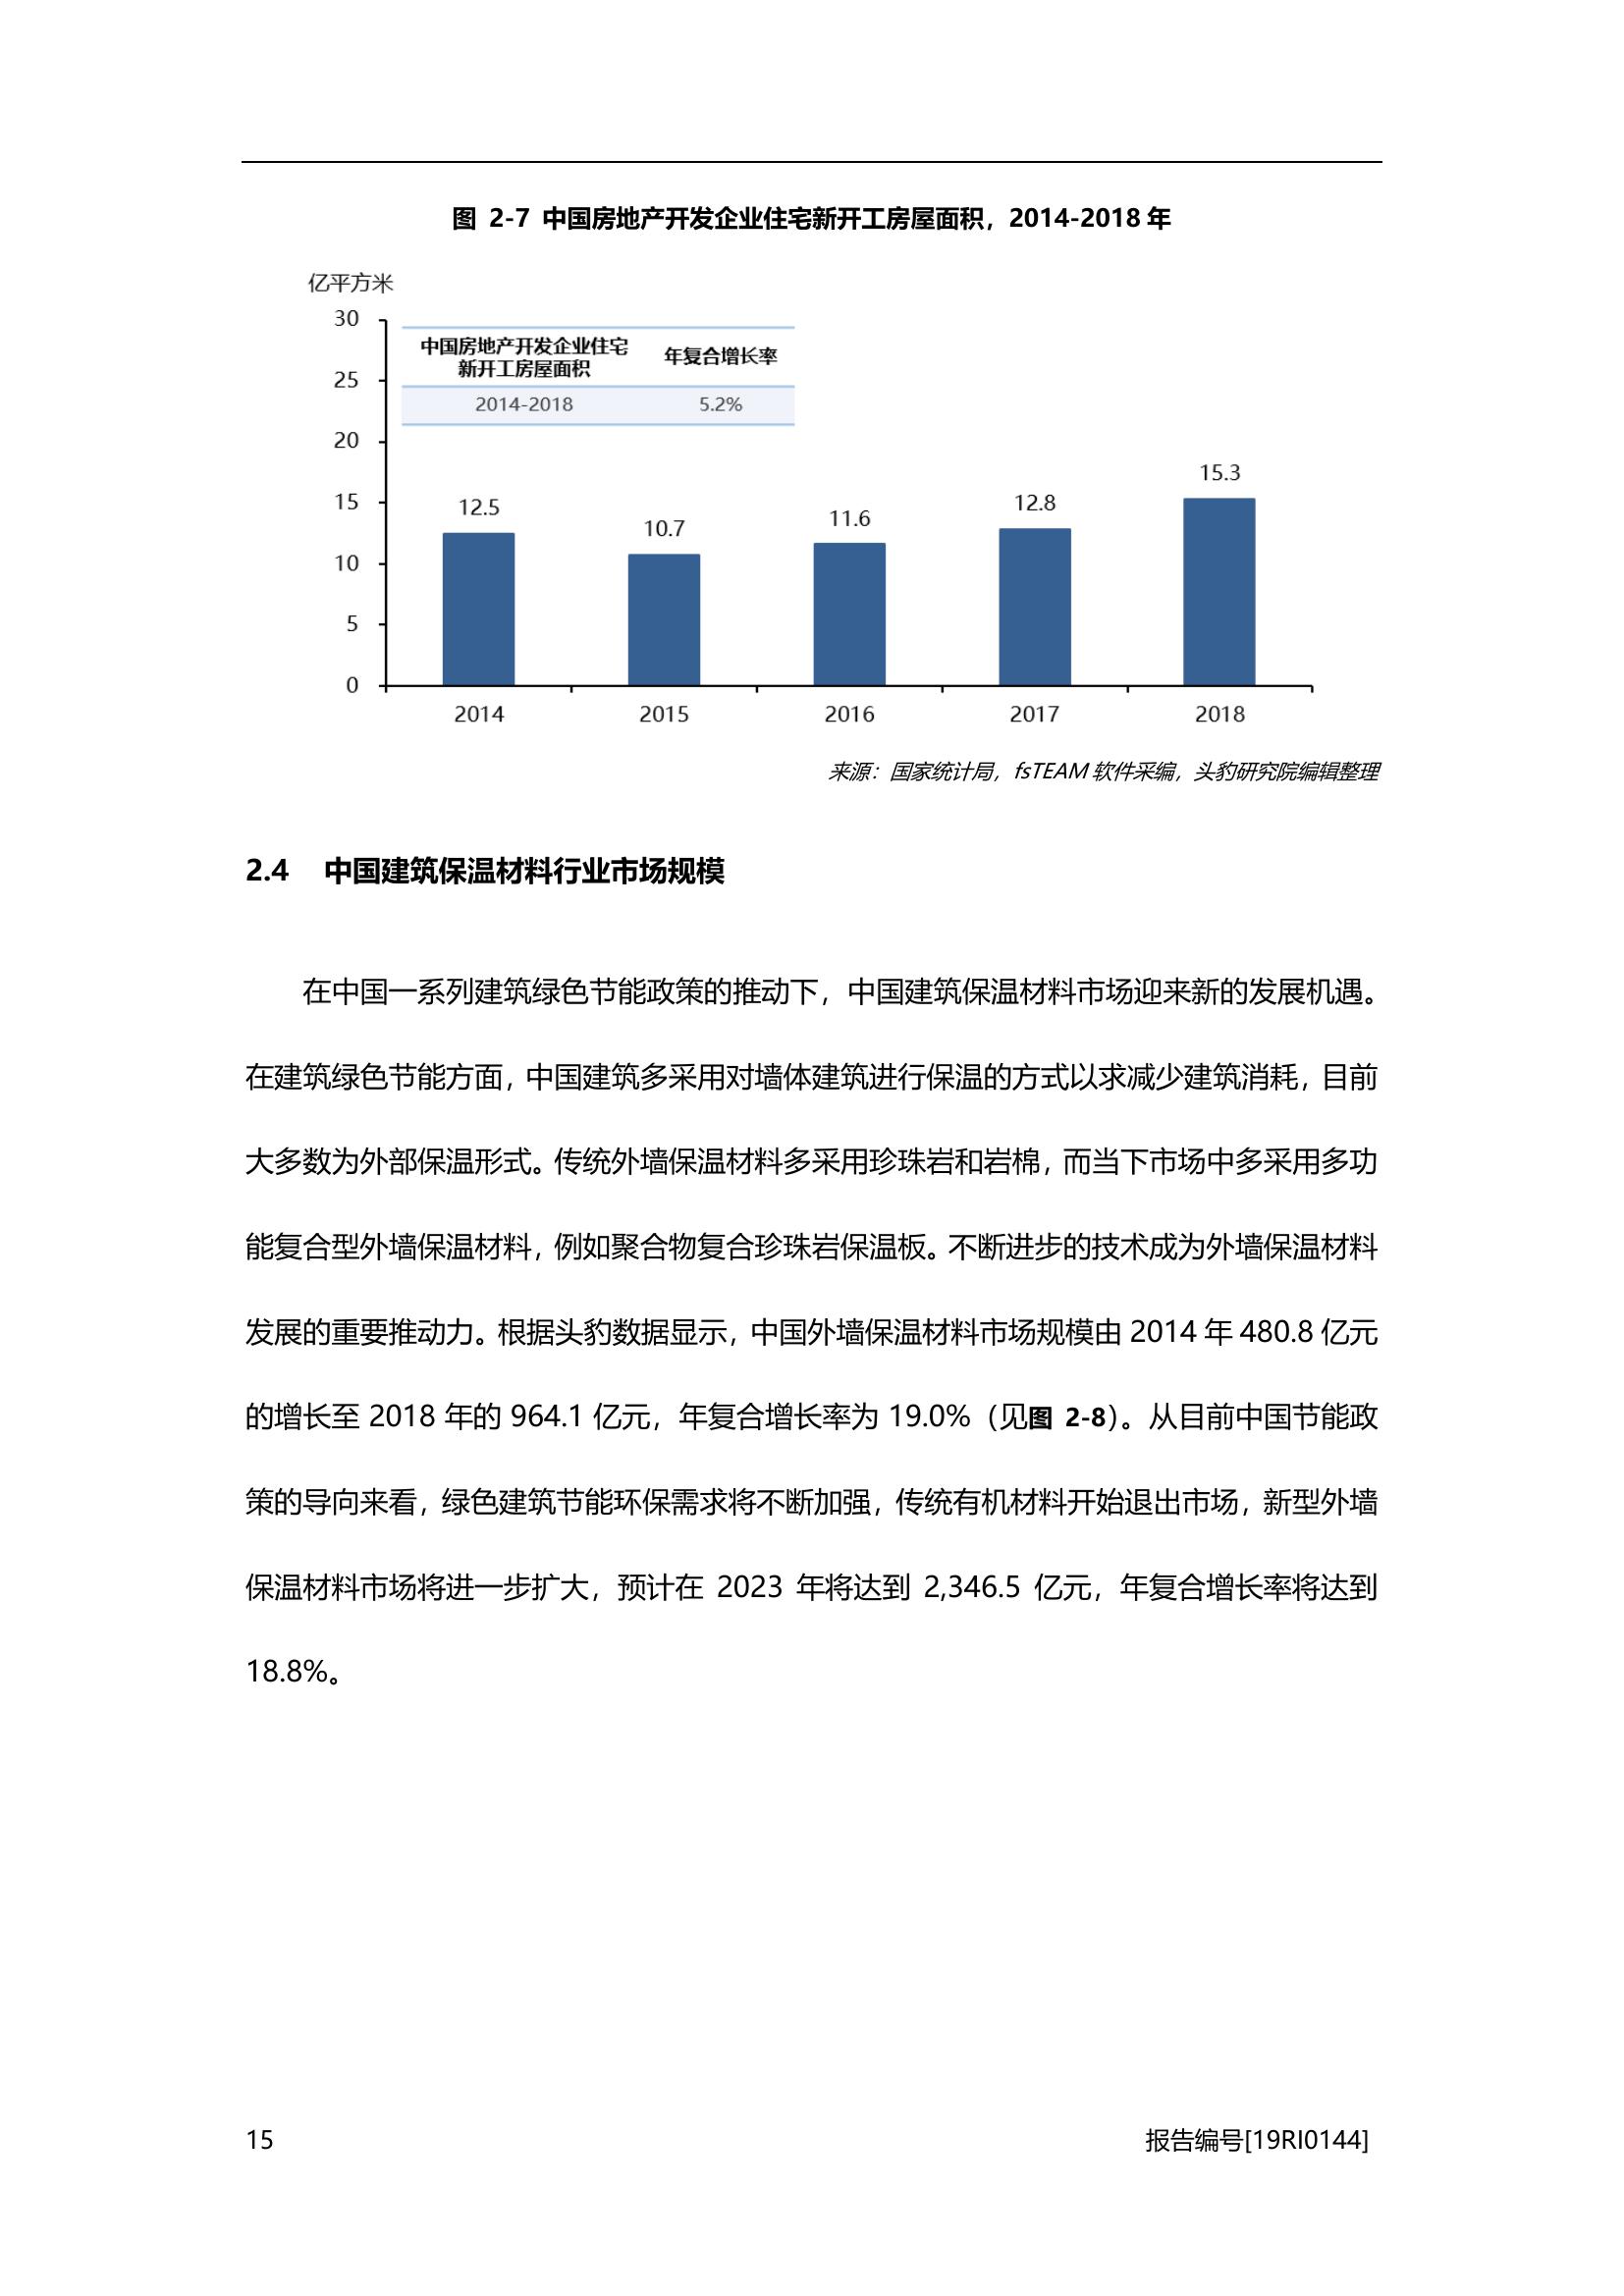 图 2-7 中国房地产开发企业住宅新开工房屋面积，2014-2018 年
亿平方米
30
25
20
15
10
5
0
中国房地产开发企业住宅 年复合增长率
新开工房屋面积
2014-2018 5.2%
12.5 10.7 11.6 12.8 15.3
2014 2015 2016 2017 2018
来源：国家统计局，fsTEAM 软件采编，头豹研究院编辑整理
2.4 中国建筑保温材料行业市场规模
在中国一系列建筑绿色节能政策的推动下，中国建筑保温材料市场迎来新的发展机遇。
在建筑绿色节能方面，中国建筑多采用对墙体建筑进行保温的方式以求减少建筑消耗，目前
大多数为外部保温形式。传统外墙保温材料多采用珍珠岩和岩棉，而当下市场中多采用多功
能复合型外墙保温材料，例如聚合物复合珍珠岩保温板。不断进步的技术成为外墙保温材料
发展的重要推动力。根据头豹数据显示，中国外墙保温材料市场规模由 2014 年 480.8 亿元
的增长至 2018 年的 964.1 亿元，年复合增长率为 19.0%（见图 2-8）。从目前中国节能政
策的导向来看，绿色建筑节能环保需求将不断加强，传统有机材料开始退出市场，新型外墙
保温材料市场将进一步扩大，预计在 2023 年将达到 2,346.5 亿元，年复合增长率将达到
18.8%。
15 报告编号[19RI0144]